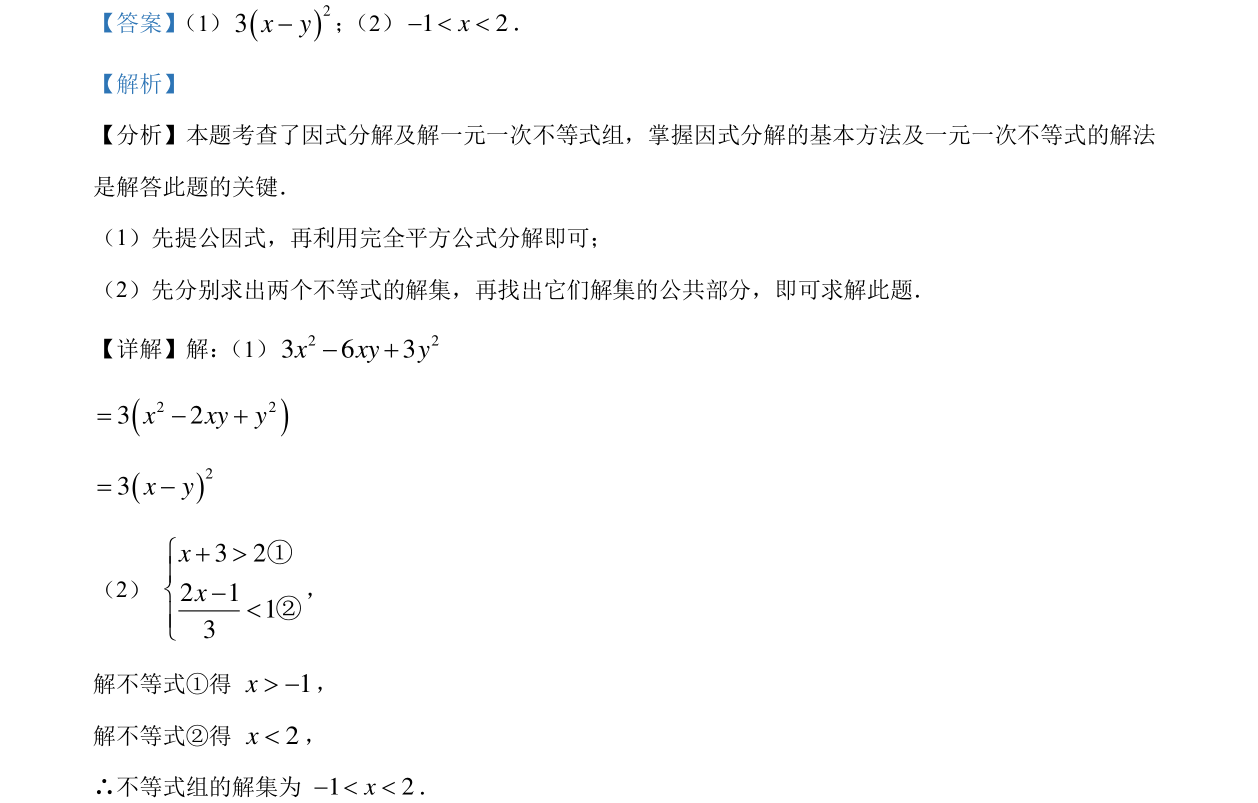 【答案】(1) 3(x − y)²；(2) −1 < x < 2．
【解析】
【分析】本题考查了因式分解及解一元一次不等式组，掌握因式分解的基本方法及一元一次不等式的解法
是解答此题的关键．
（1）先提公因式，再利用完全平方公式分解即可；
（2）先分别求出两个不等式的解集，再找出它们解集的公共部分，即可求解此题．
【详解】解：（1）3x² − 6xy + 3y²
= 3(x² − 2xy + y²)
= 3(x − y)²
（2） { x + 3 > 2① ; (2x − 1)/3 < 1② ，
解不等式①得 x > −1，
解不等式②得 x < 2，
∴不等式组的解集为 −1 < x < 2．